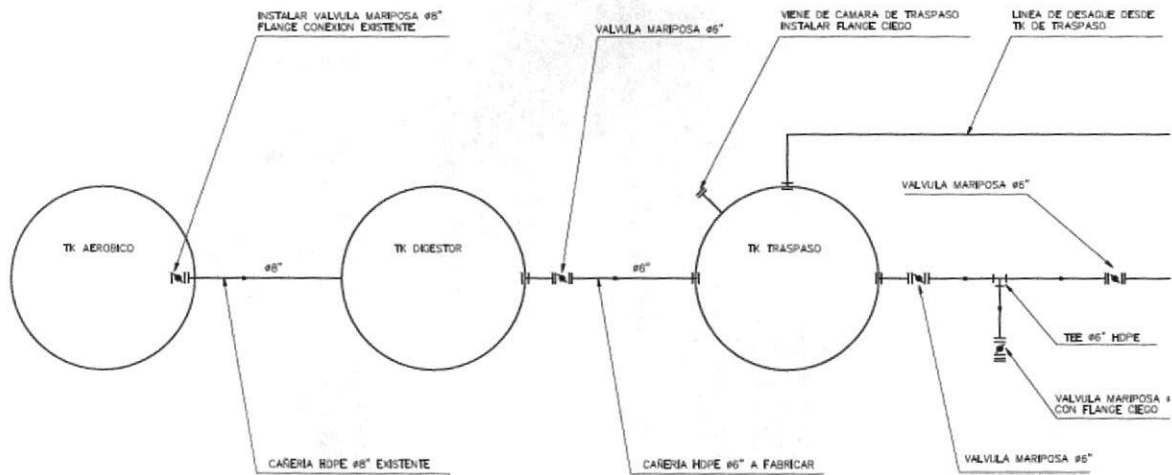 INSTALAR VALVULA MARIPOSA ø8"
FLANGE CONEXION EXISTENTE
VALVULA MARIPOSA ø6"
VIENE DE CAMARA DE TRASPASO
INSTALAR FLANGE CIEGO
LINEA DE DESAGUE DESDE
TK DE TRASPASO
VALVULA MARIPOSA ø6"
TK AEROBICO
TK DIGESTOR
TK TRASPASO
ø8"
ø6"
TEE ø6" HDPE
VALVULA MARIPOSA
CON FLANGE CIEGO
CAÑERIA HDPE ø8" EXISTENTE
CAÑERIA HDPE ø6" A FABRICAR
VALVULA MARIPOSA ø6"